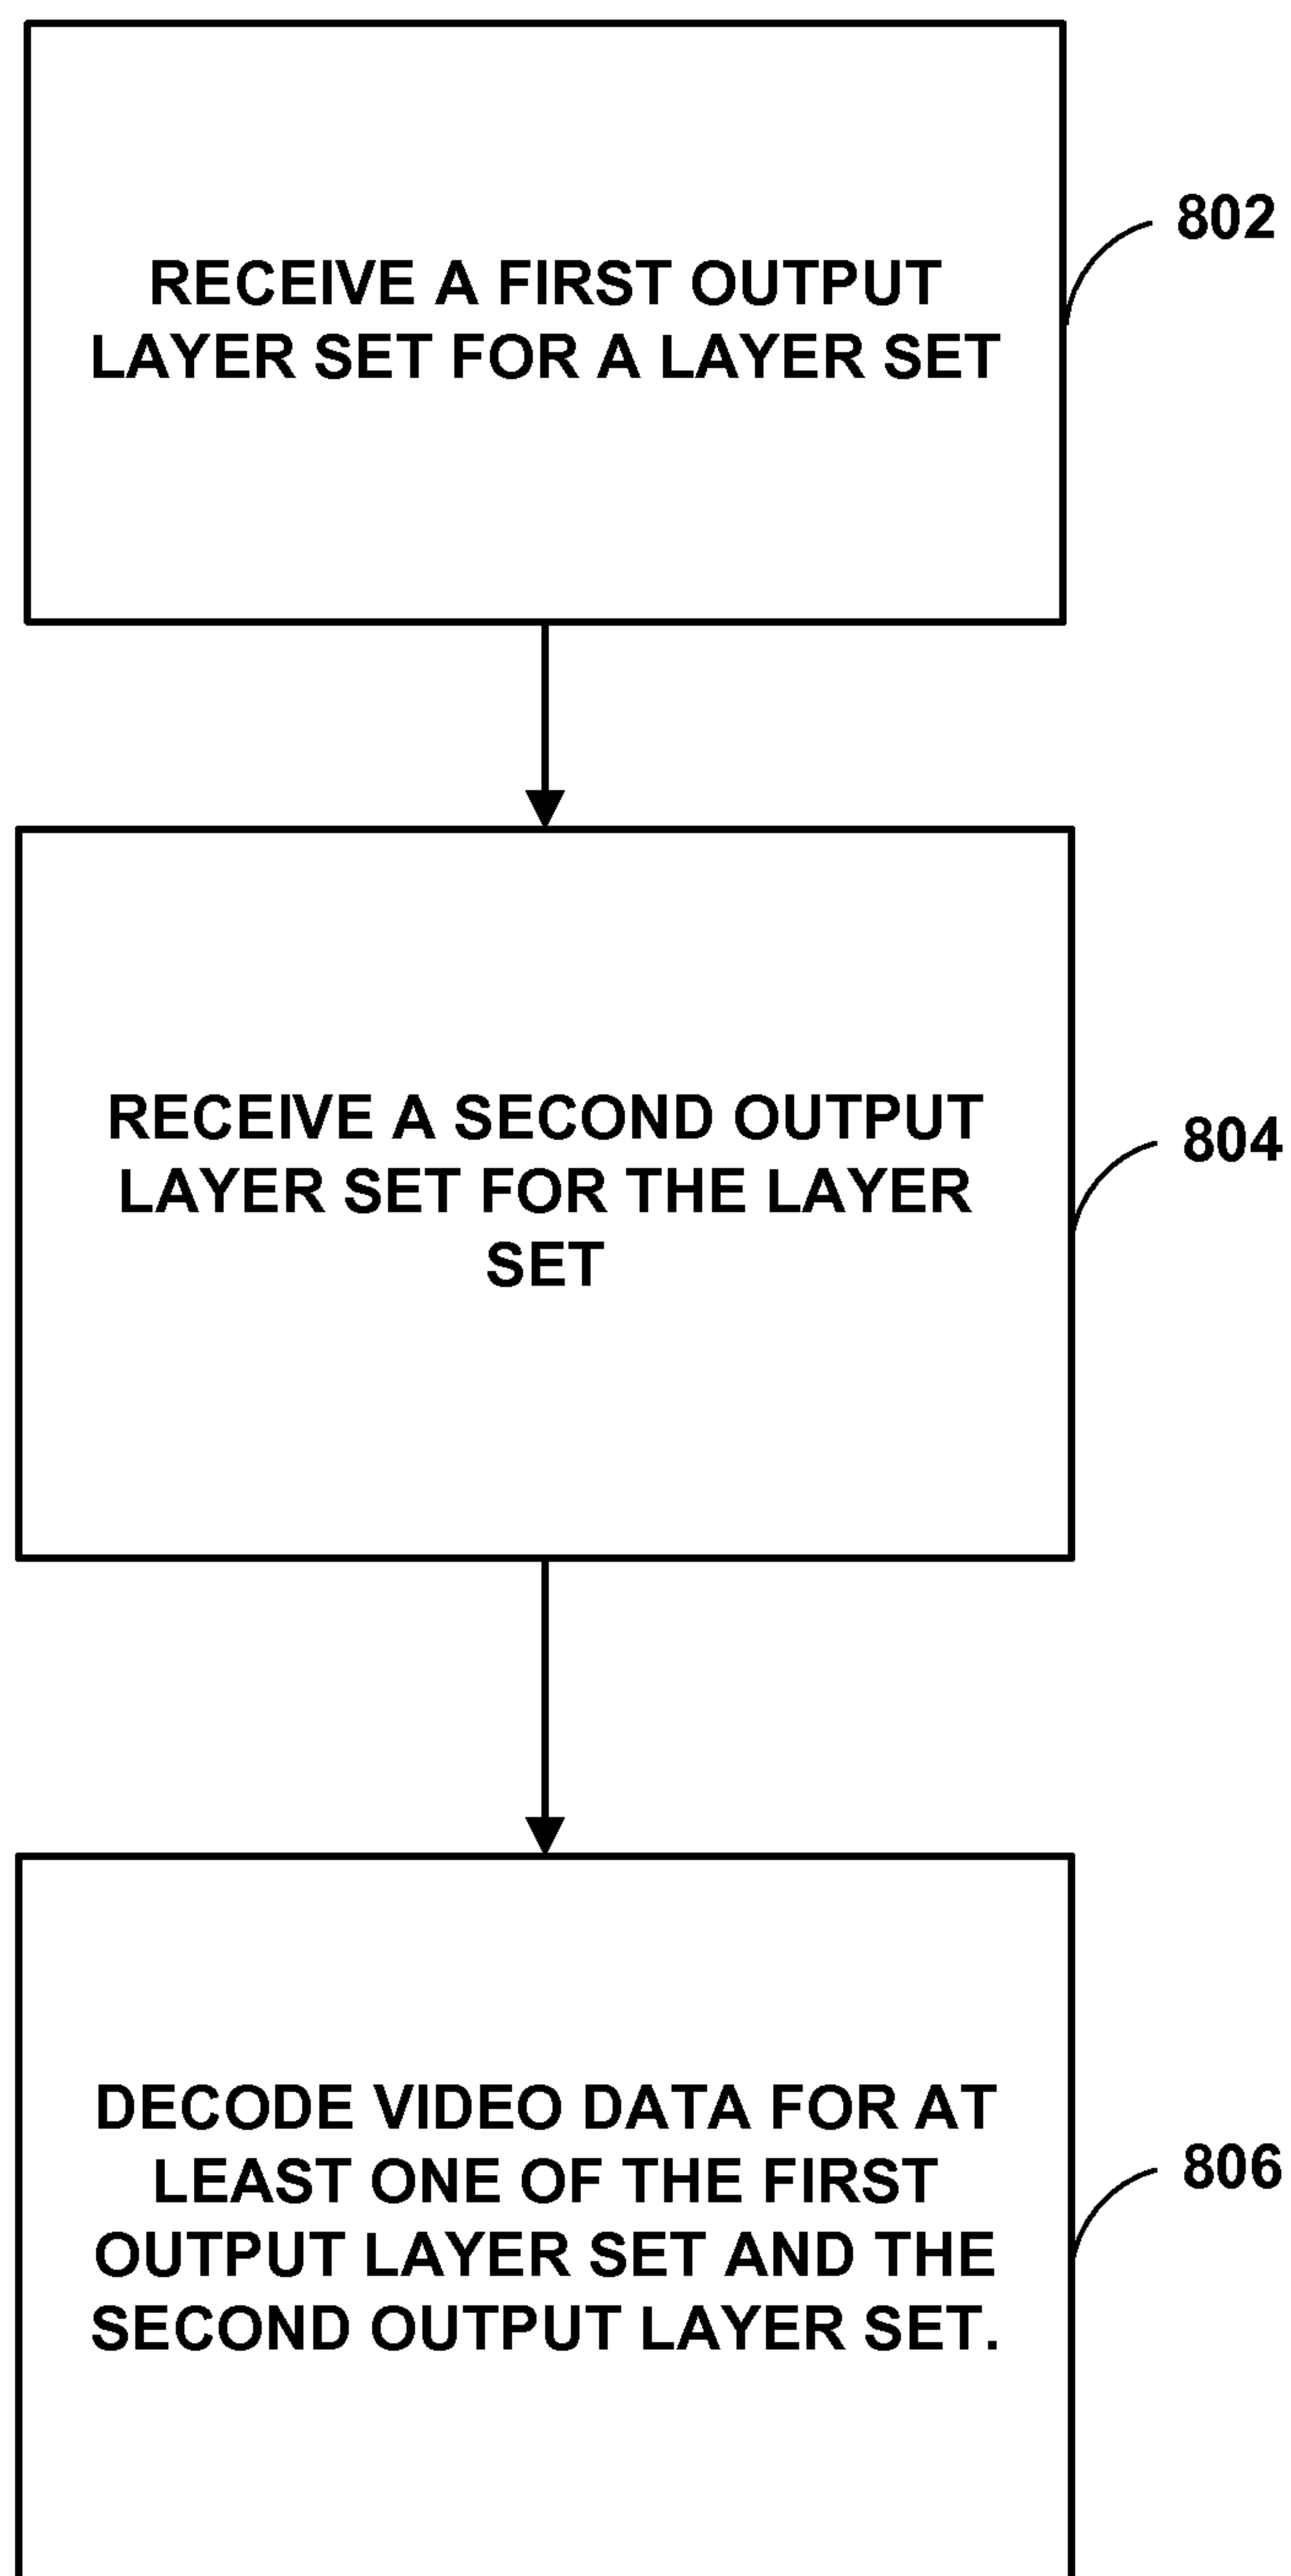 RECEIVE A FIRST OUTPUT
LAYER SET FOR A LAYER SET
802
RECEIVE A SECOND OUTPUT
LAYER SET FOR THE LAYER
SET
804
DECODE VIDEO DATA FOR AT
LEAST ONE OF THE FIRST
OUTPUT LAYER SET AND THE
SECOND OUTPUT LAYER SET.
806